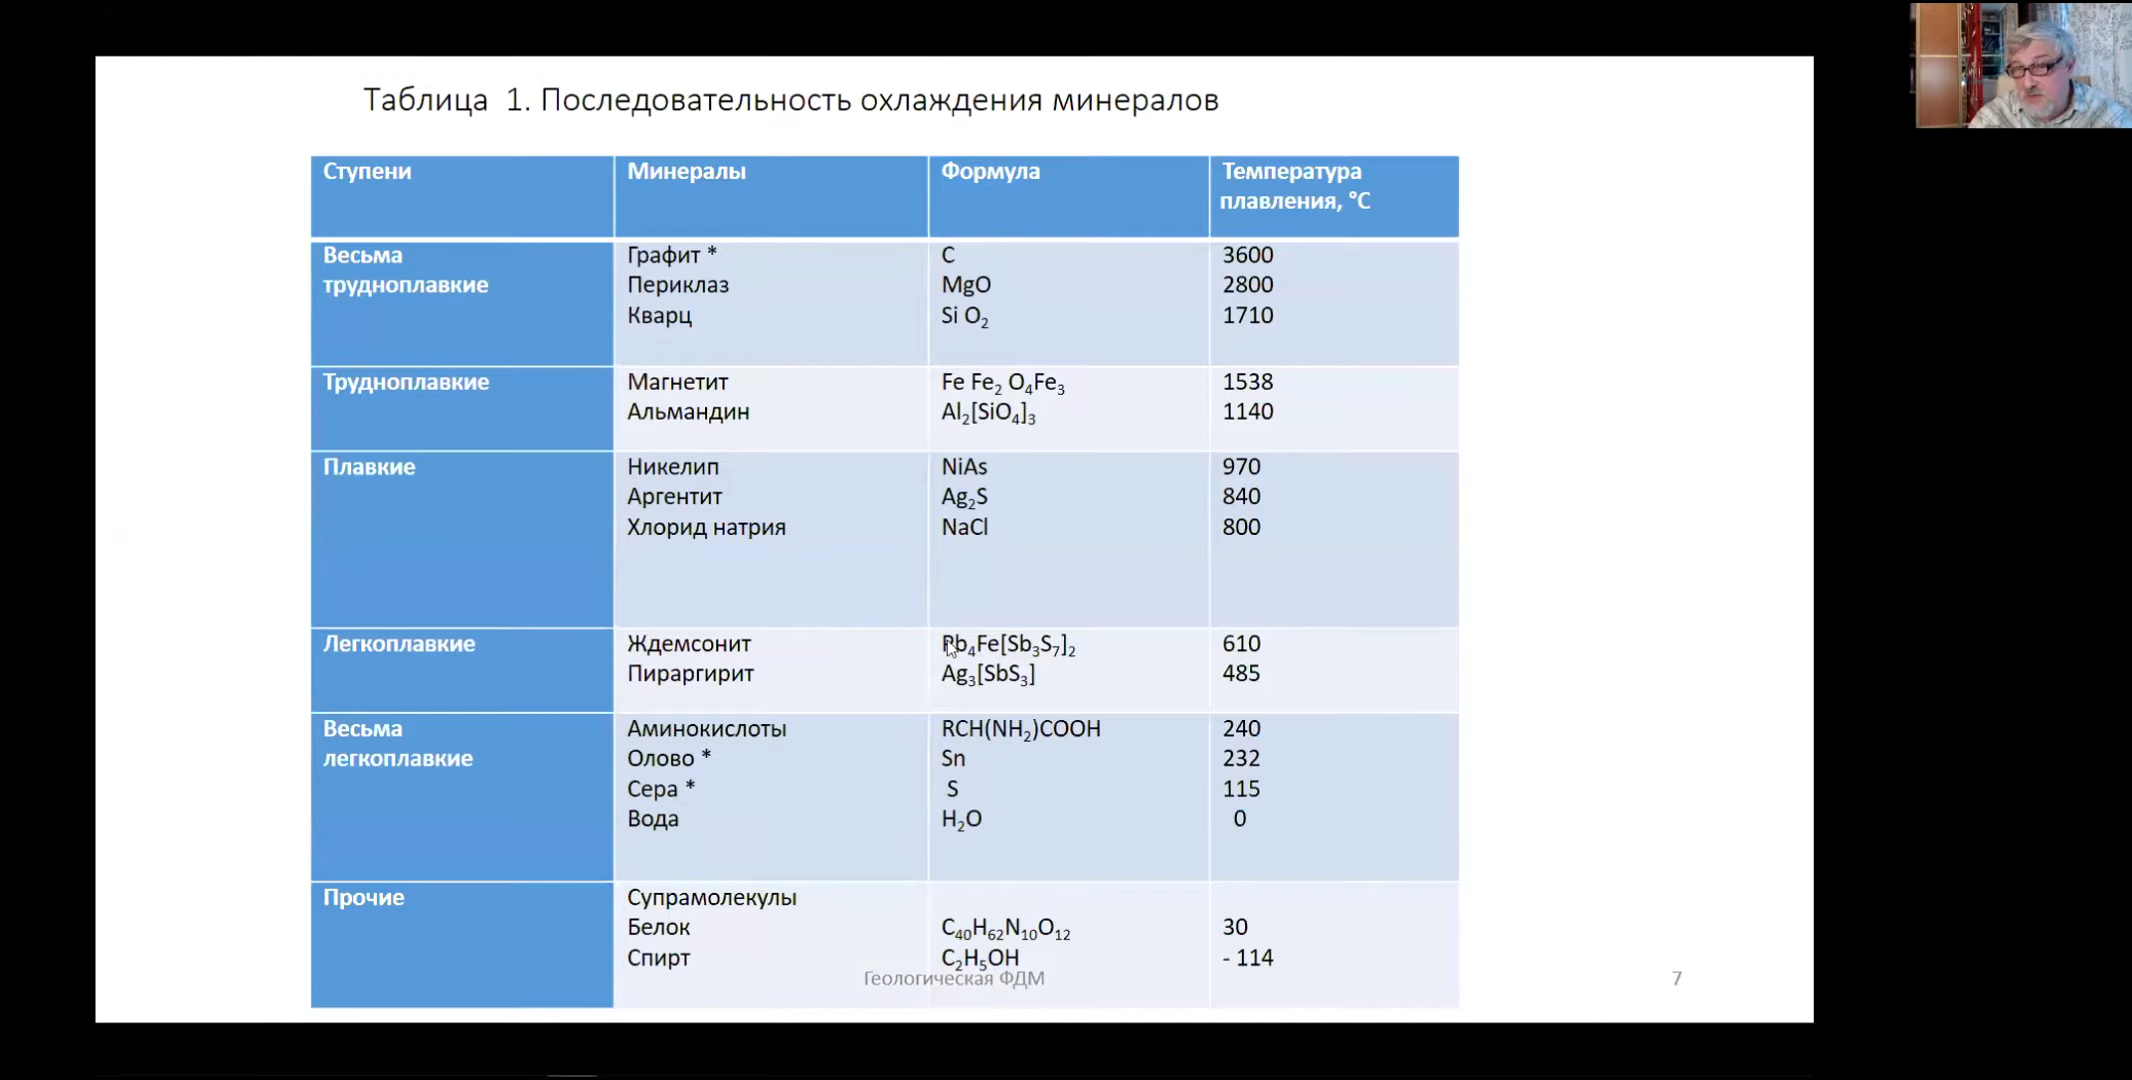 Таблица 1. Последовательность охлаждения минералов
Ступени Минералы Формула Температура плавления, °C
Весьма трудноплавкие
Графит * C 3600
Периклаз MgO 2800
Кварц Si O₂ 1710
Трудноплавкие
Магнетит Fe Fe₂ O₄Fe₃ 1538
Альмандин Al₂[SiO₄]₃ 1140
Плавкие
Никелип NiAs 970
Аргентит Ag₂S 840
Хлорид натрия NaCl 800
Легкоплавкие
Ждемсонит Pb₄Fe[Sb₃S₇]₂ 610
Пираргирит Ag₃[SbS₃] 485
Весьма легкоплавкие
Аминокислоты RCH(NH₂)COOH 240
Олово * Sn 232
Сера * S 115
Вода H₂O 0
Прочие
Супрамолекулы
Белок C₄₀H₆₂N₁₀O₁₂ 30
Спирт C₂H₅OH - 114
Геологическая ФДМ 7